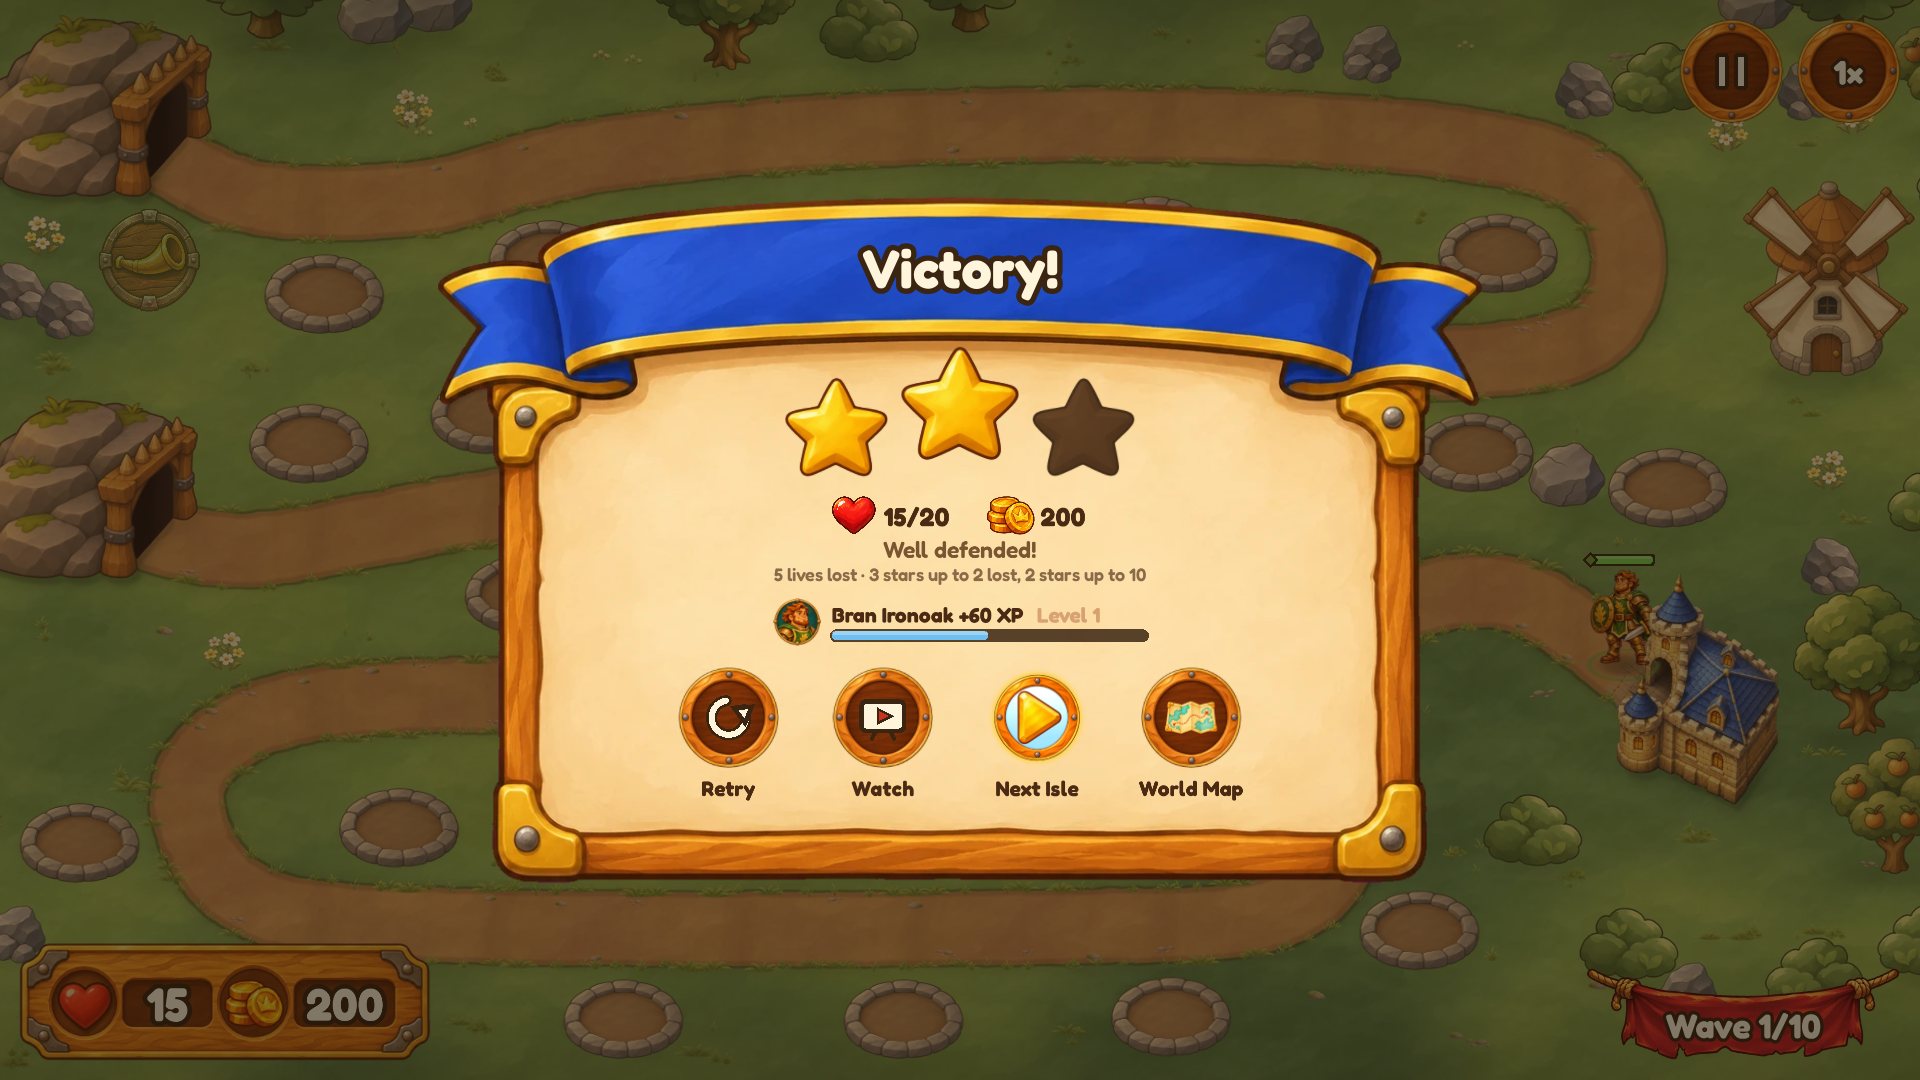 1x
Victory!
15/20 200
Well defended!
5 lives lost · 3 stars up to 2 lost, 2 stars up to 10
Bran Ironoak +60 XP Level 1
Retry Watch Next Isle World Map
15 200
Wave 1/10